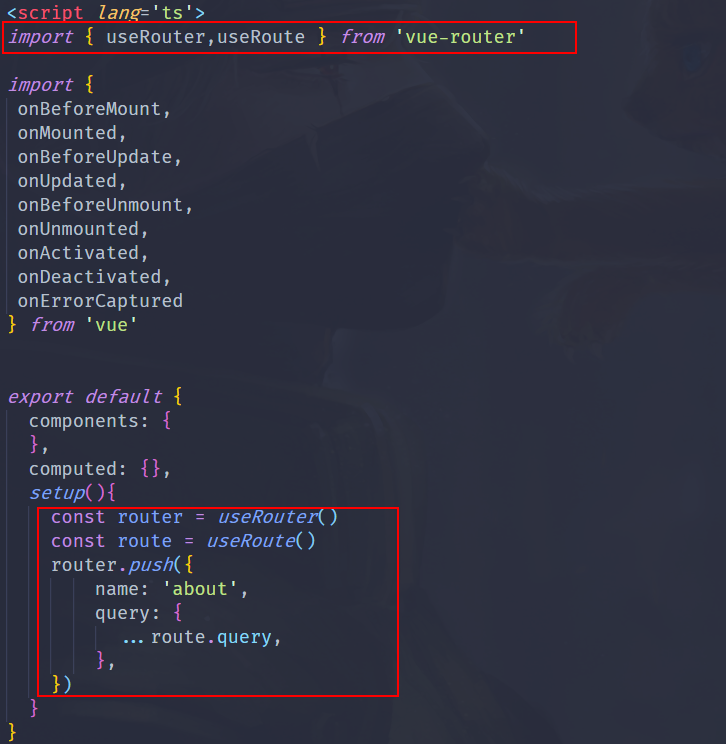 <script lang='ts'>
import { useRouter,useRoute } from 'vue-router'
import {
onBeforeMount,
onMounted,
onBeforeUpdate,
onUpdated,
onBeforeUnmount,
onUnmounted,
onActivated,
onDeactivated,
onErrorCaptured
} from 'vue'
export default {
components: {
},
computed: {},
setup(){
const router = useRouter()
const route = useRoute()
router.push({
name: 'about',
query: {
...route.query,
},
})
}
}